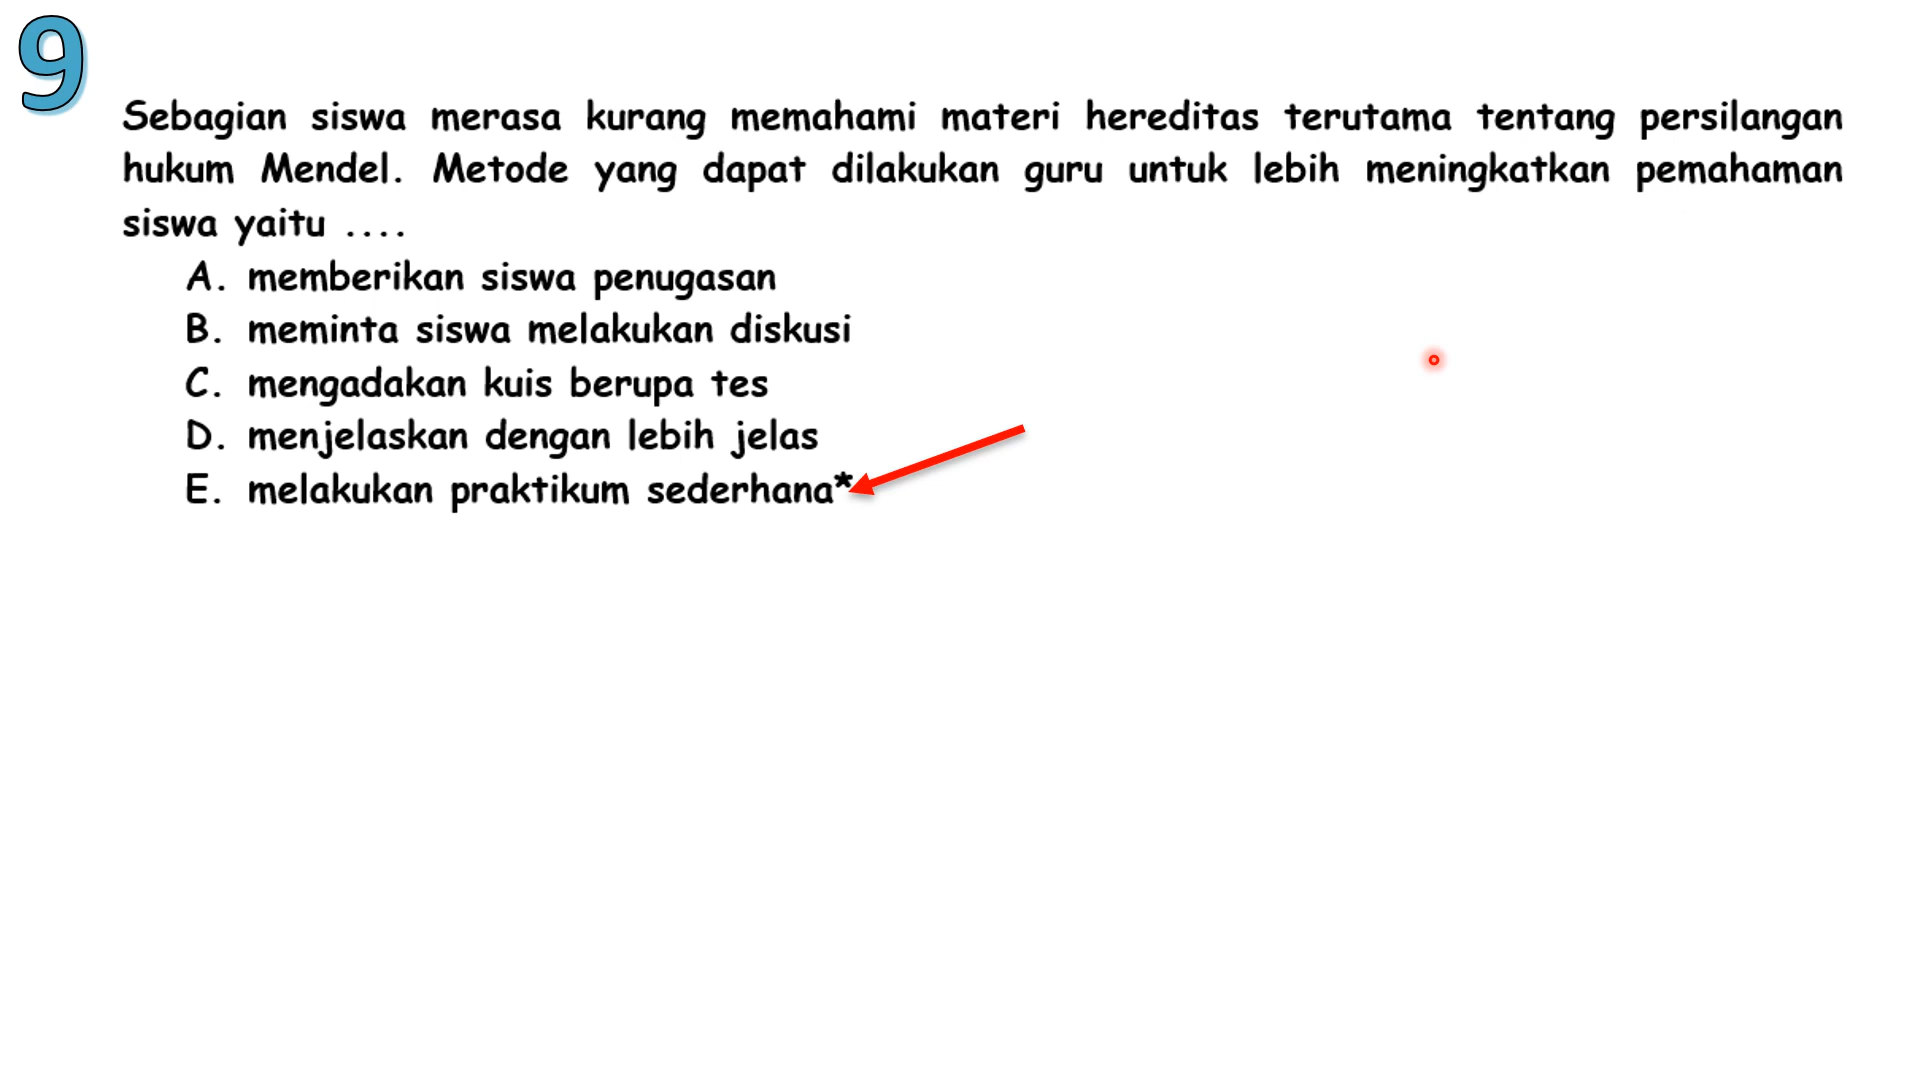 9
Sebagian siswa merasa kurang memahami materi hereditas terutama tentang persilangan
hukum Mendel. Metode yang dapat dilakukan guru untuk lebih meningkatkan pemahaman
siswa yaitu ....
A. memberikan siswa penugasan
B. meminta siswa melakukan diskusi
C. mengadakan kuis berupa tes
D. menjelaskan dengan lebih jelas
E. melakukan praktikum sederhana*